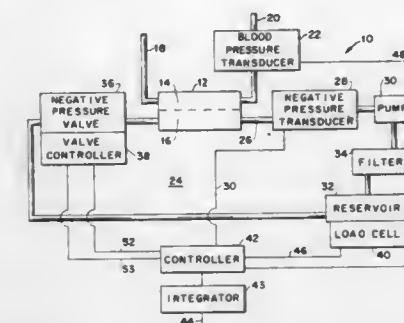 20
10
18
BLOOD
PRESSURE
TRANSDUCER
22
48
36
14
12
28
30
NEGATIVE
PRESSURE
VALVE
NEGATIVE
PRESSURE
TRANSDUCER
PUMP
16
26
VALVE
CONTROLLER
38
34
FILTER
24
30
32
RESERVOIR
LOAD CELL
40
52
53
42
CONTROLLER
46
INTEGRATOR
43
44